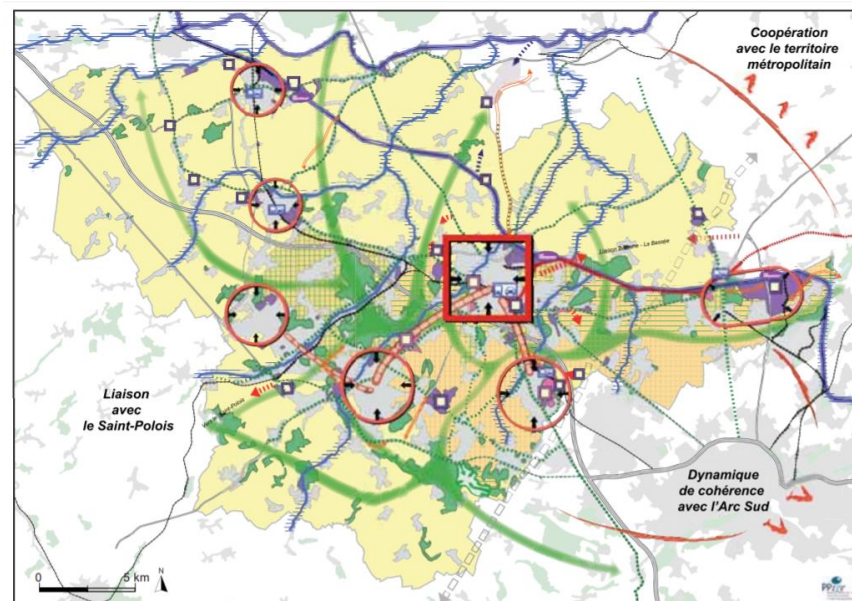 Coopération
avec le territoire
métropolitain
Liaison
avec
le Saint-Polois
Dynamique
de cohérence
avec l'Arc Sud
0 5 km
N